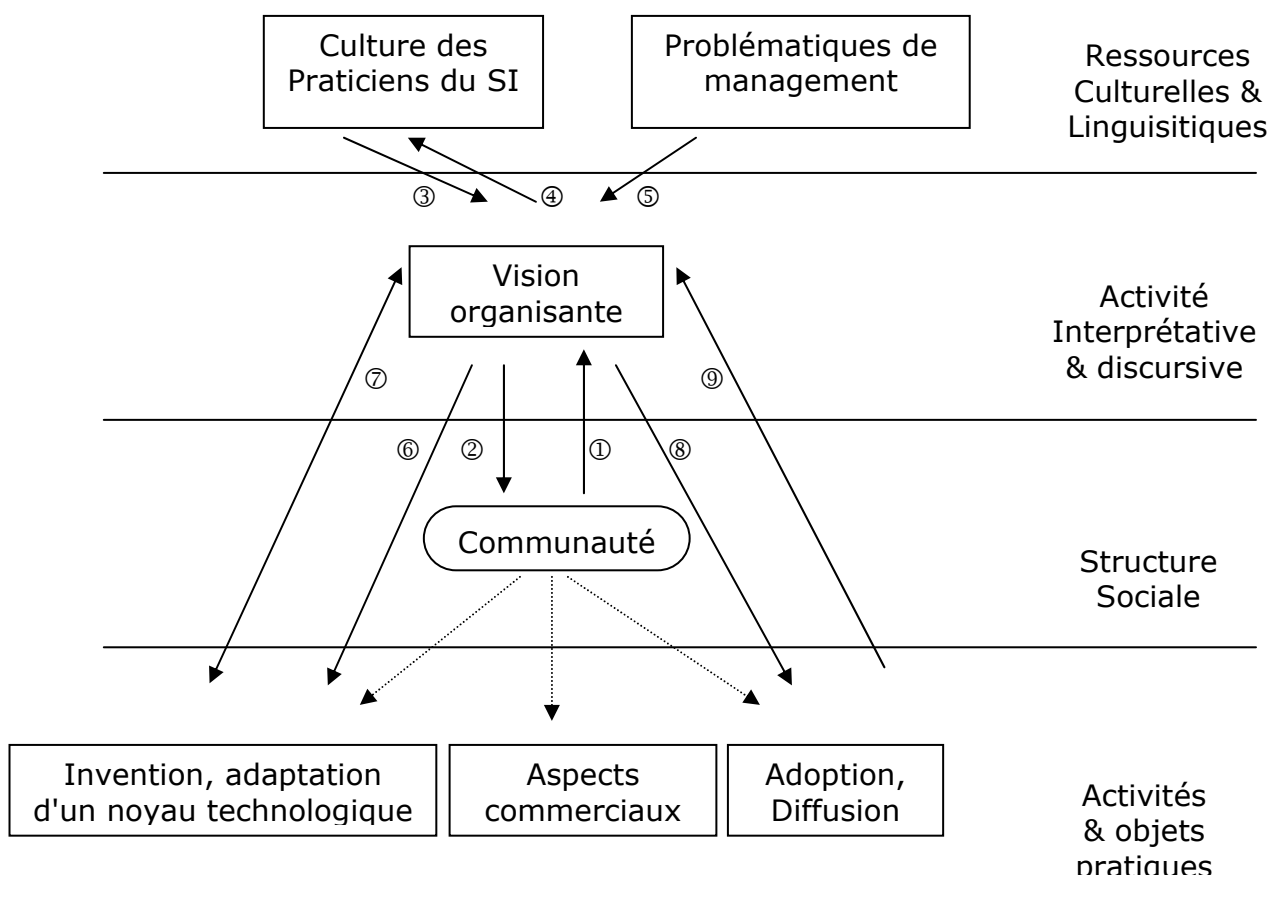 Culture des
Praticiens du SI
Problématiques de
management
Ressources
Culturelles &
Linguisitiques
③
④
⑤
Vision
organisante
Activité
Interprétative
& discursive
⑦
⑨
⑥
②
①
⑧
Communauté
Structure
Sociale
Invention, adaptation
d'un noyau technologique
Aspects
commerciaux
Adoption,
Diffusion
Activités
& objets
pratiques